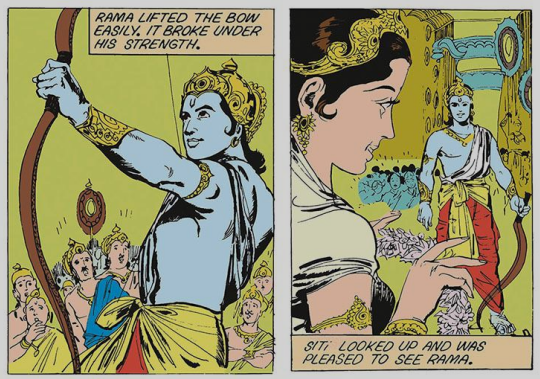 RAMA LIFTED THE BOW
EASILY. IT BROKE UNDER
HIS STRENGTH.
SITA LOOKED UP AND WAS
PLEASED TO SEE RAMA.